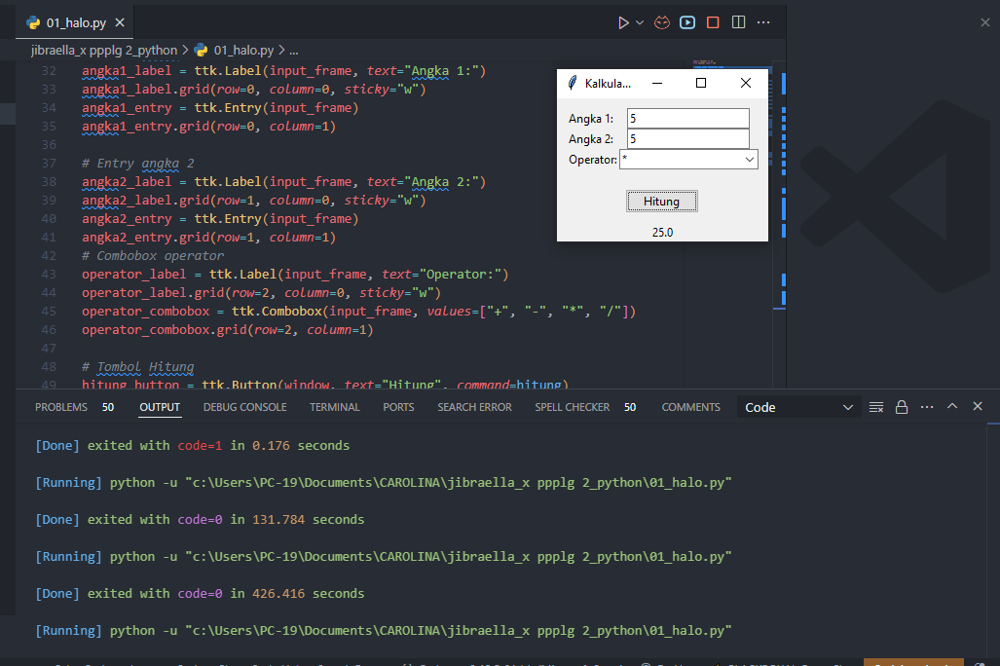 01_halo.py
jibraella_x ppplg 2_python > 01_halo.py > ...
32 angka1_label = ttk.Label(input_frame, text="Angka 1:")
33 angka1_label.grid(row=0, column=0, sticky="w")
34 angka1_entry = ttk.Entry(input_frame)
35 angka1_entry.grid(row=0, column=1)
36
37 # Entry angka 2
38 angka2_label = ttk.Label(input_frame, text="Angka 2:")
39 angka2_label.grid(row=1, column=0, sticky="w")
40 angka2_entry = ttk.Entry(input_frame)
41 angka2_entry.grid(row=1, column=1)
42 # Combobox operator
43 operator_label = ttk.Label(input_frame, text="Operator:")
44 operator_label.grid(row=2, column=0, sticky="w")
45 operator_combobox = ttk.Combobox(input_frame, values=["+", "-", "*", "/"])
46 operator_combobox.grid(row=2, column=1)
47
48 # Tombol Hitung
49 hitung_button = ttk.Button(window, text="Hitung", command=hitung)
Kalkula...
Angka 1: 5
Angka 2: 5
Operator: *
Hitung
25.0
PROBLEMS 50 OUTPUT DEBUG CONSOLE TERMINAL PORTS SEARCH ERROR SPELL CHECKER 50 COMMENTS Code
[Done] exited with code=1 in 0.176 seconds
[Running] python -u "c:\Users\PC-19\Documents\CAROLINA\jibraella_x ppplg 2_python\01_halo.py"
[Done] exited with code=0 in 131.784 seconds
[Running] python -u "c:\Users\PC-19\Documents\CAROLINA\jibraella_x ppplg 2_python\01_halo.py"
[Done] exited with code=0 in 426.416 seconds
[Running] python -u "c:\Users\PC-19\Documents\CAROLINA\jibraella_x ppplg 2_python\01_halo.py"